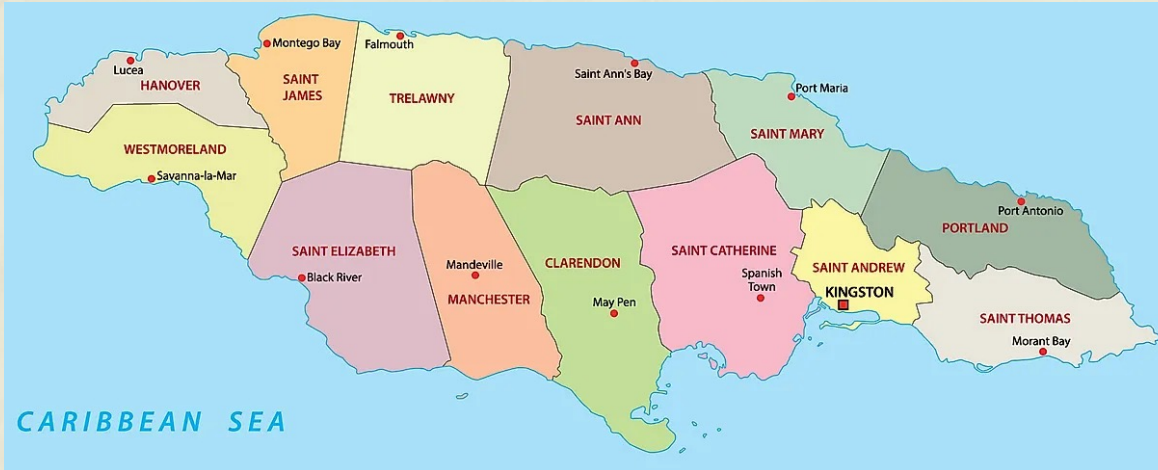 Montego Bay
Falmouth
Lucea
HANOVER
SAINT
JAMES
TRELAWNY
Saint Ann's Bay
SAINT ANN
Port Maria
SAINT MARY
WESTMORELAND
Savanna-la-Mar
Port Antonio
PORTLAND
SAINT ELIZABETH
Black River
Mandeville
MANCHESTER
CLARENDON
May Pen
SAINT CATHERINE
Spanish
Town
SAINT ANDREW
KINGSTON
SAINT THOMAS
Morant Bay
CARIBBEAN SEA